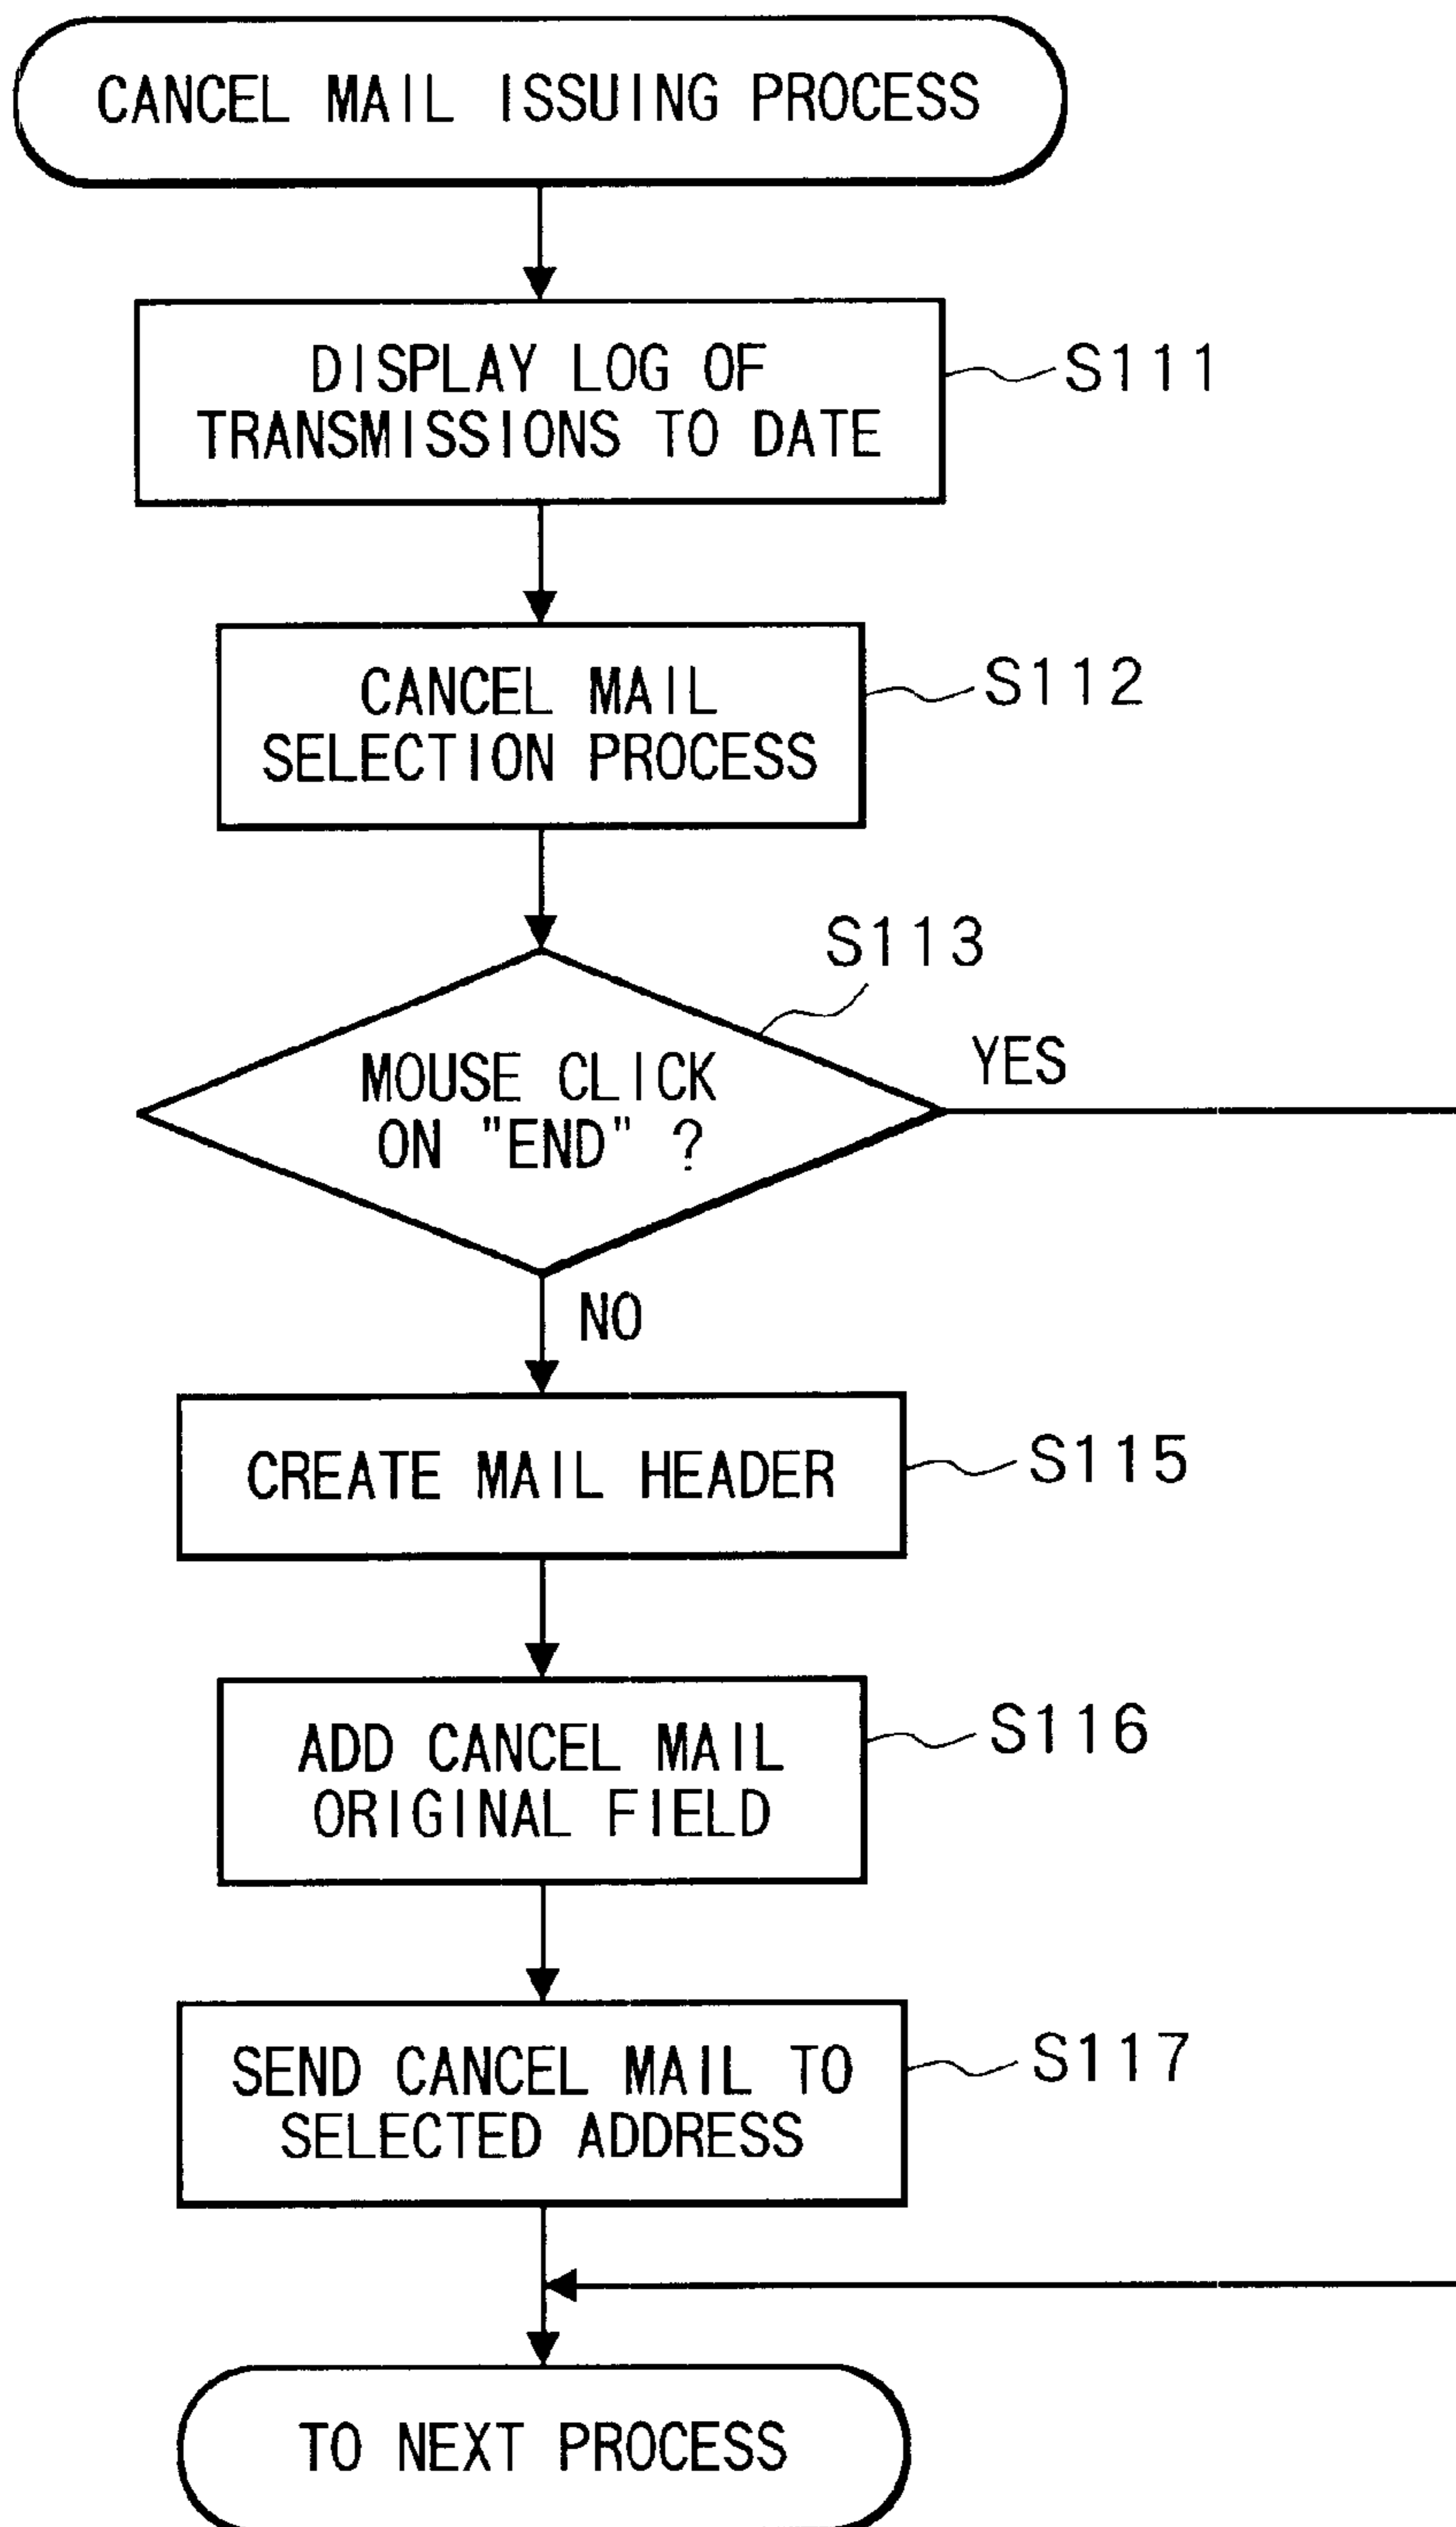 CANCEL MAIL ISSUING PROCESS
DISPLAY LOG OF
TRANSMISSIONS TO DATE
S111
CANCEL MAIL
SELECTION PROCESS
S112
S113
MOUSE CLICK
ON "END" ?
YES
NO
CREATE MAIL HEADER
S115
ADD CANCEL MAIL
ORIGINAL FIELD
S116
SEND CANCEL MAIL TO
SELECTED ADDRESS
S117
TO NEXT PROCESS